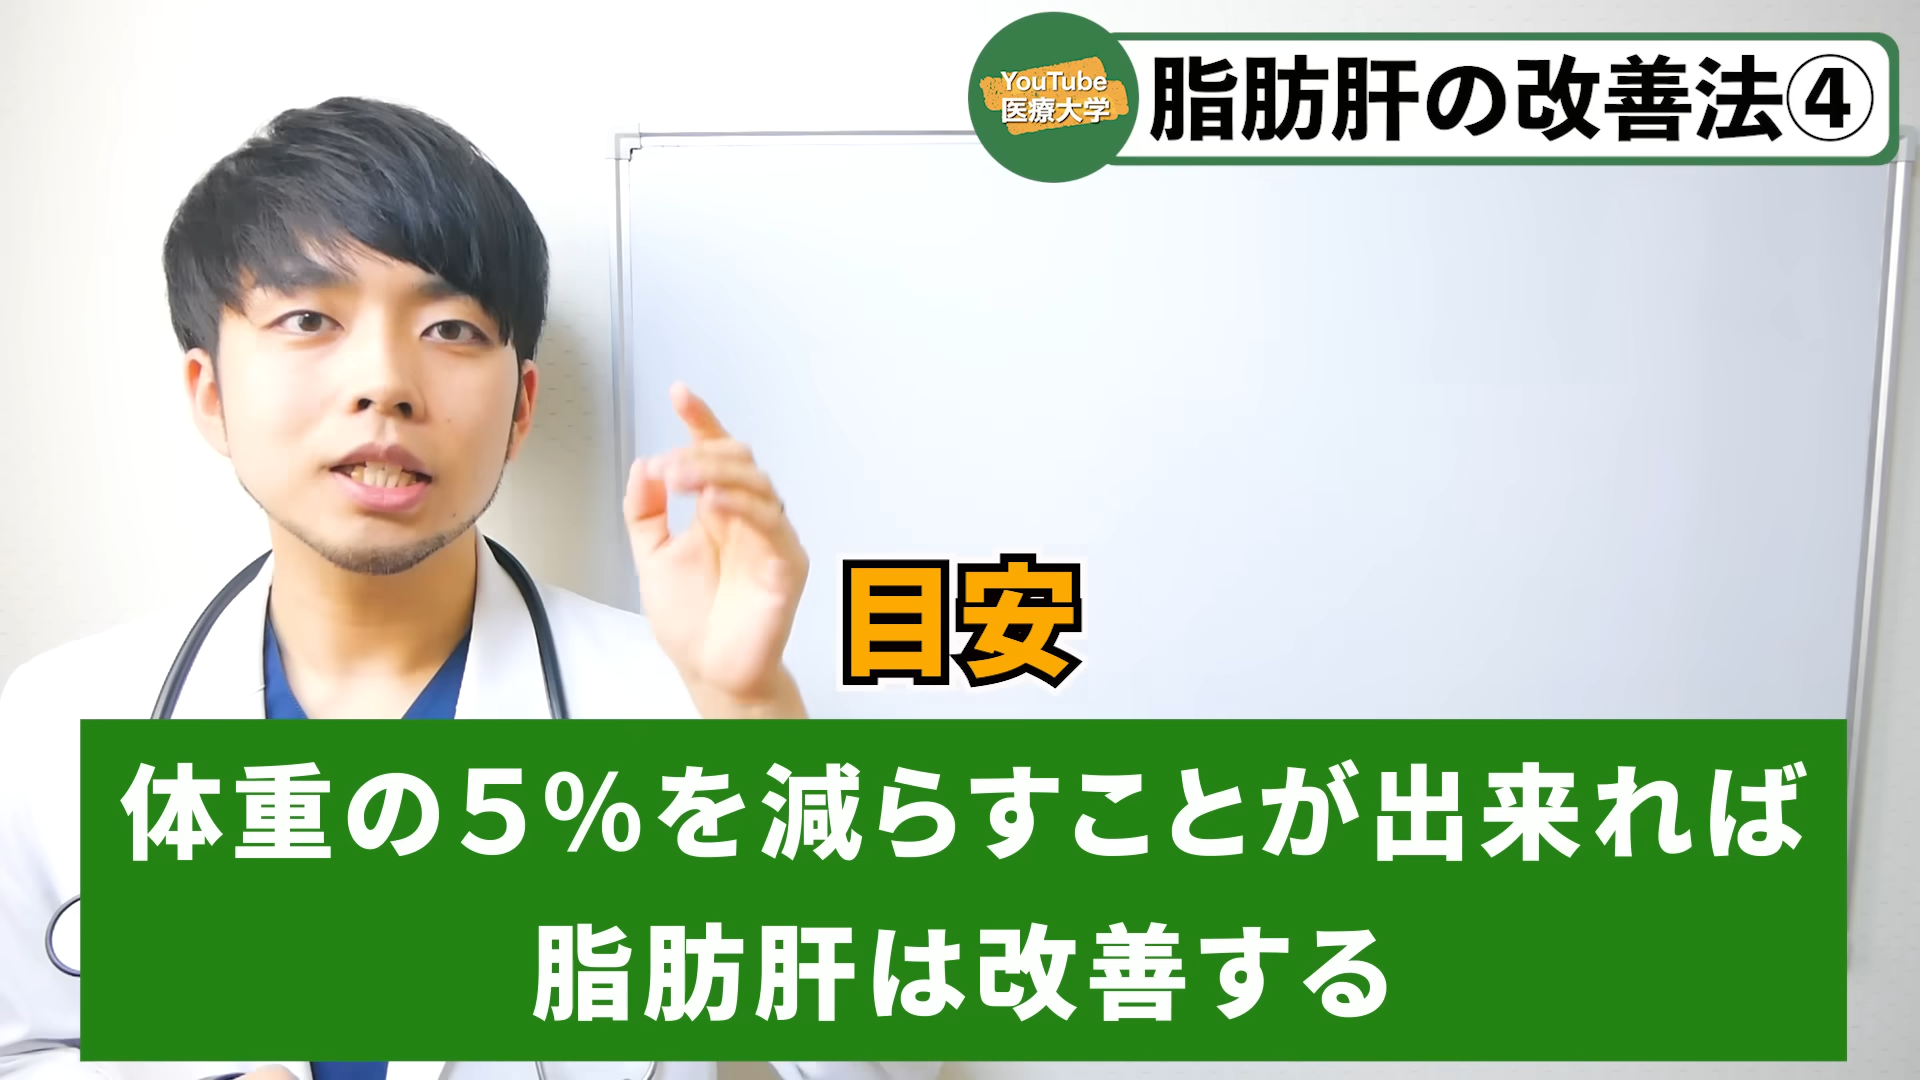 YouTube
医療大学
脂肪肝の改善法④
目安
体重の5%を減らすことが出来れば
脂肪肝は改善する